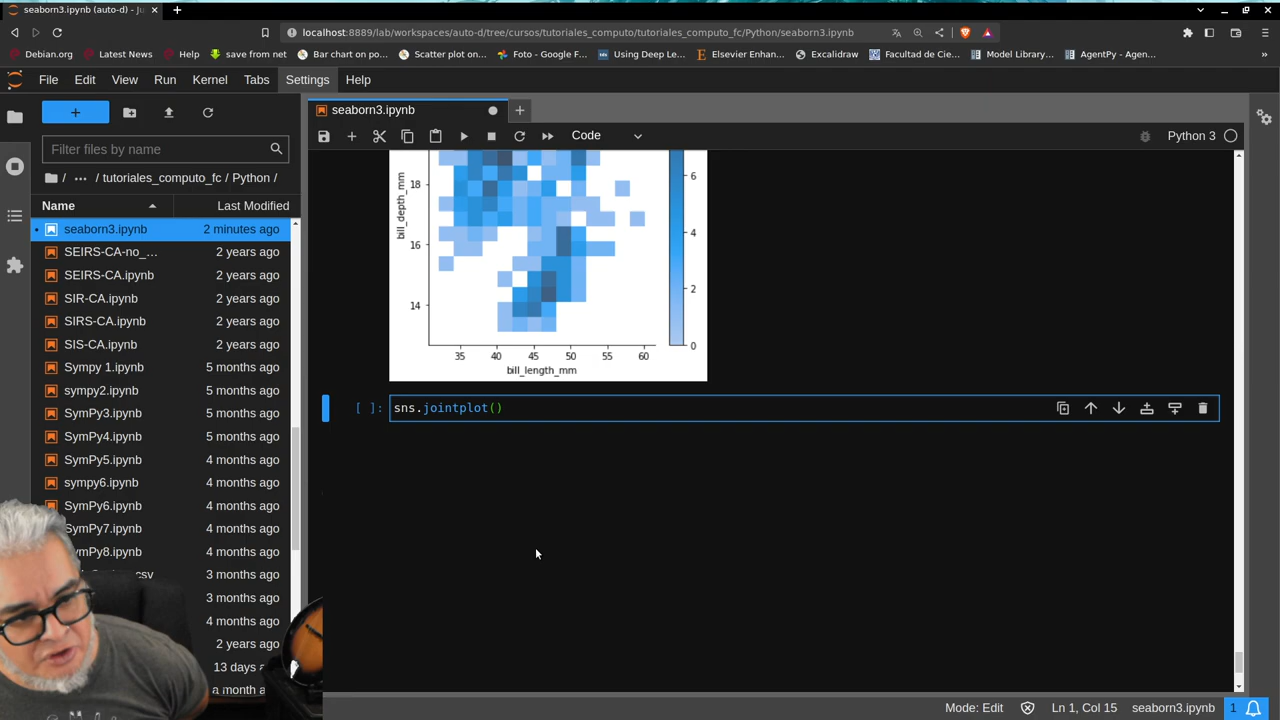 seaborn3.ipynb (auto-d) - Ju
localhost:8889/lab/workspaces/auto-d/tree/cursos/tutoriales_computo/tutoriales_computo_fc/Python/seaborn3.ipynb
Debian.org Latest News Help save from net Bar chart on po... Scatter plot on... Foto - Google F... Using Deep Le... Elsevier Enhan... Excalidraw Facultad de Cie... Model Library... AgentPy - Agen...
File Edit View Run Kernel Tabs Settings Help
seaborn3.ipynb
Code
Python 3
Filter files by name
/ ... / tutoriales_computo_fc / Python /
Name Last Modified
seaborn3.ipynb 2 minutes ago
SEIRS-CA-no_... 2 years ago
SEIRS-CA.ipynb 2 years ago
SIR-CA.ipynb 2 years ago
SIRS-CA.ipynb 2 years ago
SIS-CA.ipynb 2 years ago
Sympy 1.ipynb 5 months ago
sympy2.ipynb 5 months ago
SymPy3.ipynb 5 months ago
SymPy4.ipynb 5 months ago
SymPy5.ipynb 4 months ago
sympy6.ipynb 4 months ago
SymPy6.ipynb 4 months ago
SymPy7.ipynb 4 months ago
ymPy8.ipynb 4 months ago
csv 3 months ago
3 months ago
4 months ago
2 years ago
13 days a
a month a
bill_depth_mm
18
16
14
35 40 45 50 55 60
bill_length_mm
6
4
2
0
[ ]: sns.jointplot()
Mode: Edit Ln 1, Col 15 seaborn3.ipynb 1